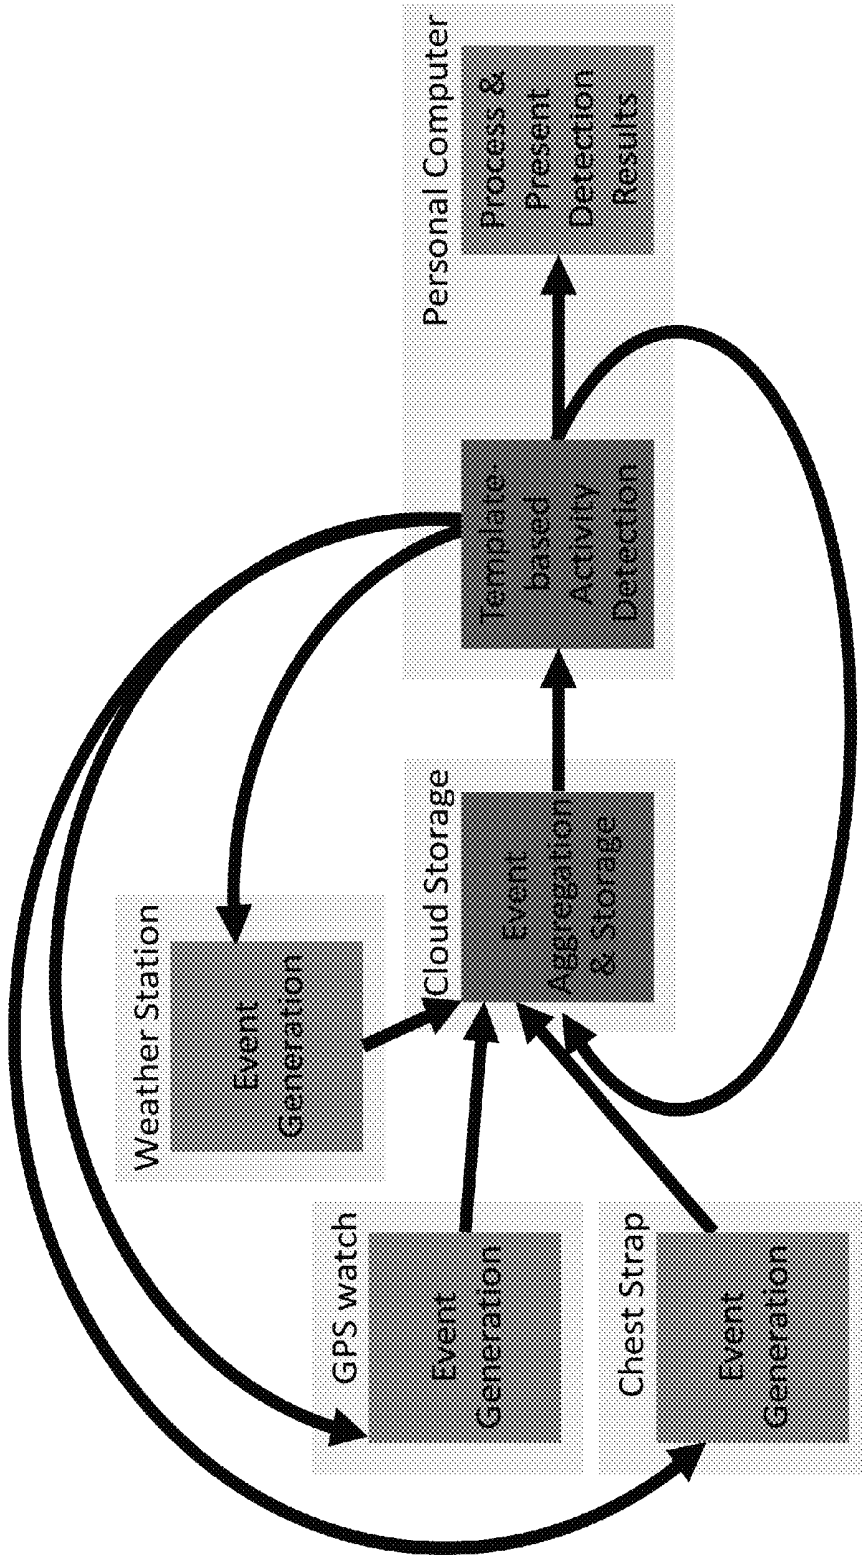 Weather Station
Event
Generation
GPS watch
Event
Generation
Chest Strap
Event
Generation
Cloud Storage
Event
Aggregation
& Storage
Personal Computer
Template-
based
Activity
Detection
Process &
Present
Detection
Results